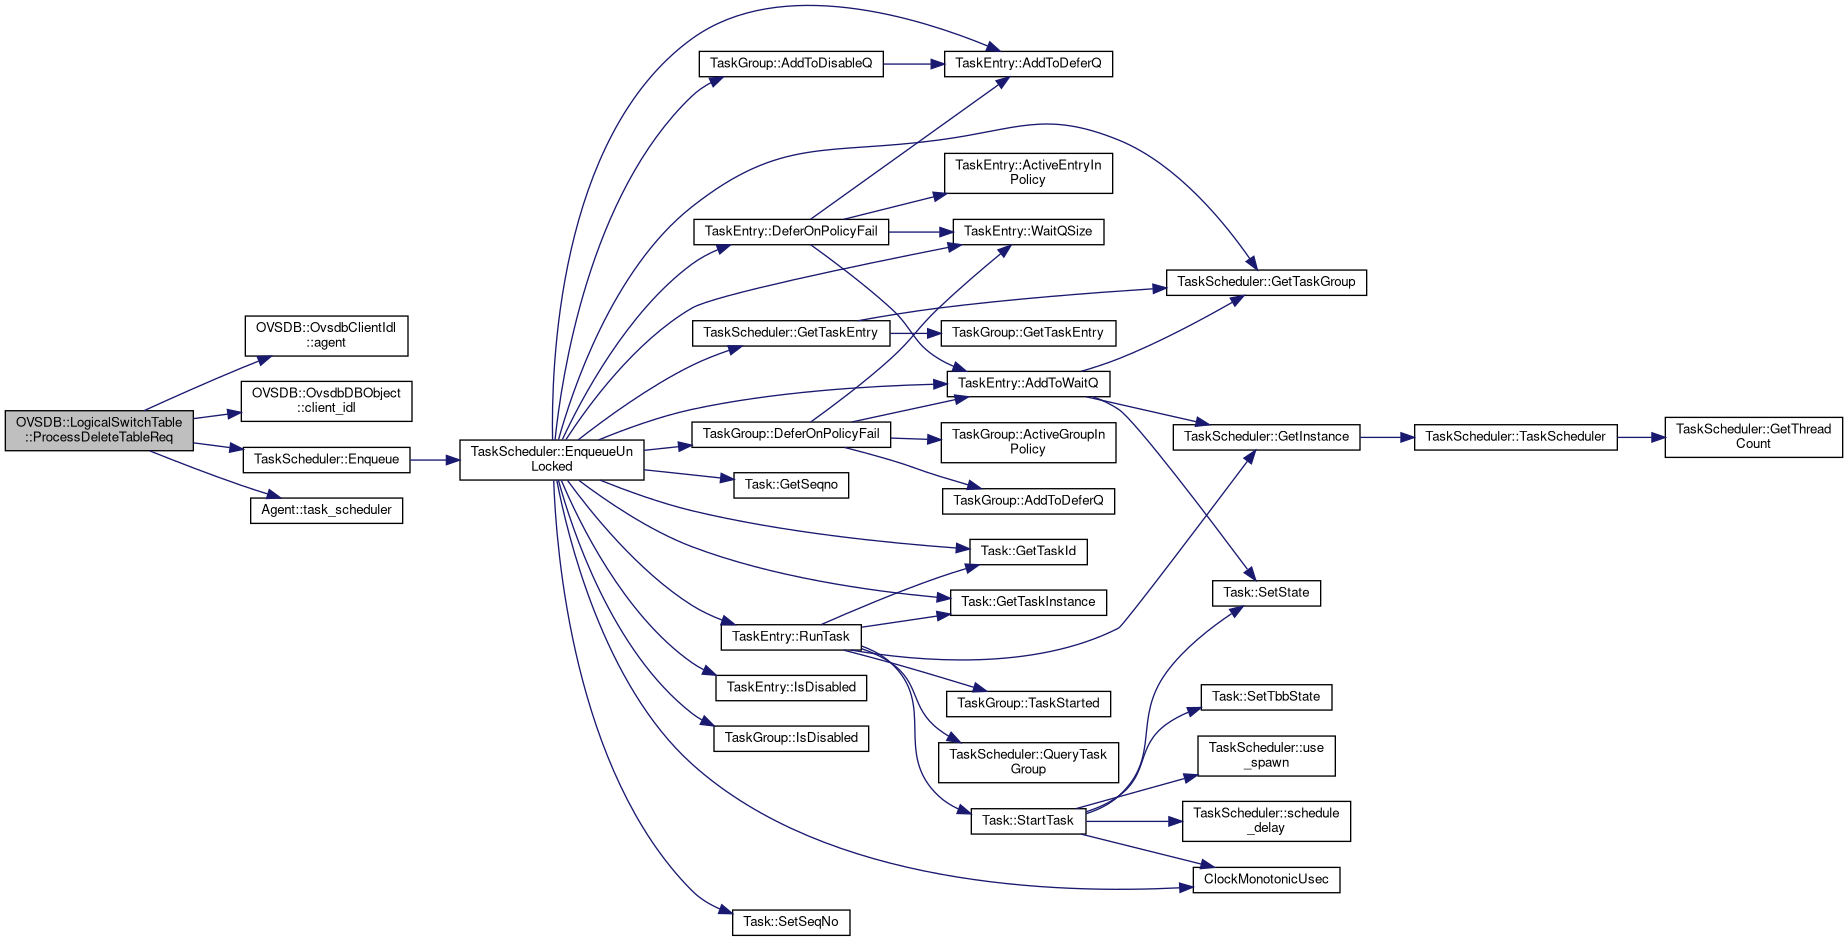 OVSDB::LogicalSwitchTable
::ProcessDeleteTableReq
OVSDB::OvsdbClientIdl
::agent
OVSDB::OvsdbDBObject
::client_idl
TaskScheduler::Enqueue
Agent::task_scheduler
TaskScheduler::EnqueueUn
Locked
TaskGroup::AddToDisableQ
TaskEntry::DeferOnPolicyFail
TaskScheduler::GetTaskEntry
TaskGroup::DeferOnPolicyFail
Task::GetSeqno
TaskEntry::RunTask
TaskEntry::IsDisabled
TaskGroup::IsDisabled
Task::SetSeqNo
TaskEntry::AddToDeferQ
TaskEntry::ActiveEntryIn
Policy
TaskEntry::WaitQSize
TaskGroup::GetTaskEntry
TaskEntry::AddToWaitQ
TaskGroup::ActiveGroupIn
Policy
TaskGroup::AddToDeferQ
Task::GetTaskId
Task::GetTaskInstance
TaskGroup::TaskStarted
TaskScheduler::QueryTask
Group
Task::StartTask
TaskScheduler::GetTaskGroup
TaskScheduler::GetInstance
Task::SetState
Task::SetTbbState
TaskScheduler::use
_spawn
TaskScheduler::schedule
_delay
ClockMonotonicUsec
TaskScheduler::TaskScheduler
TaskScheduler::GetThread
Count